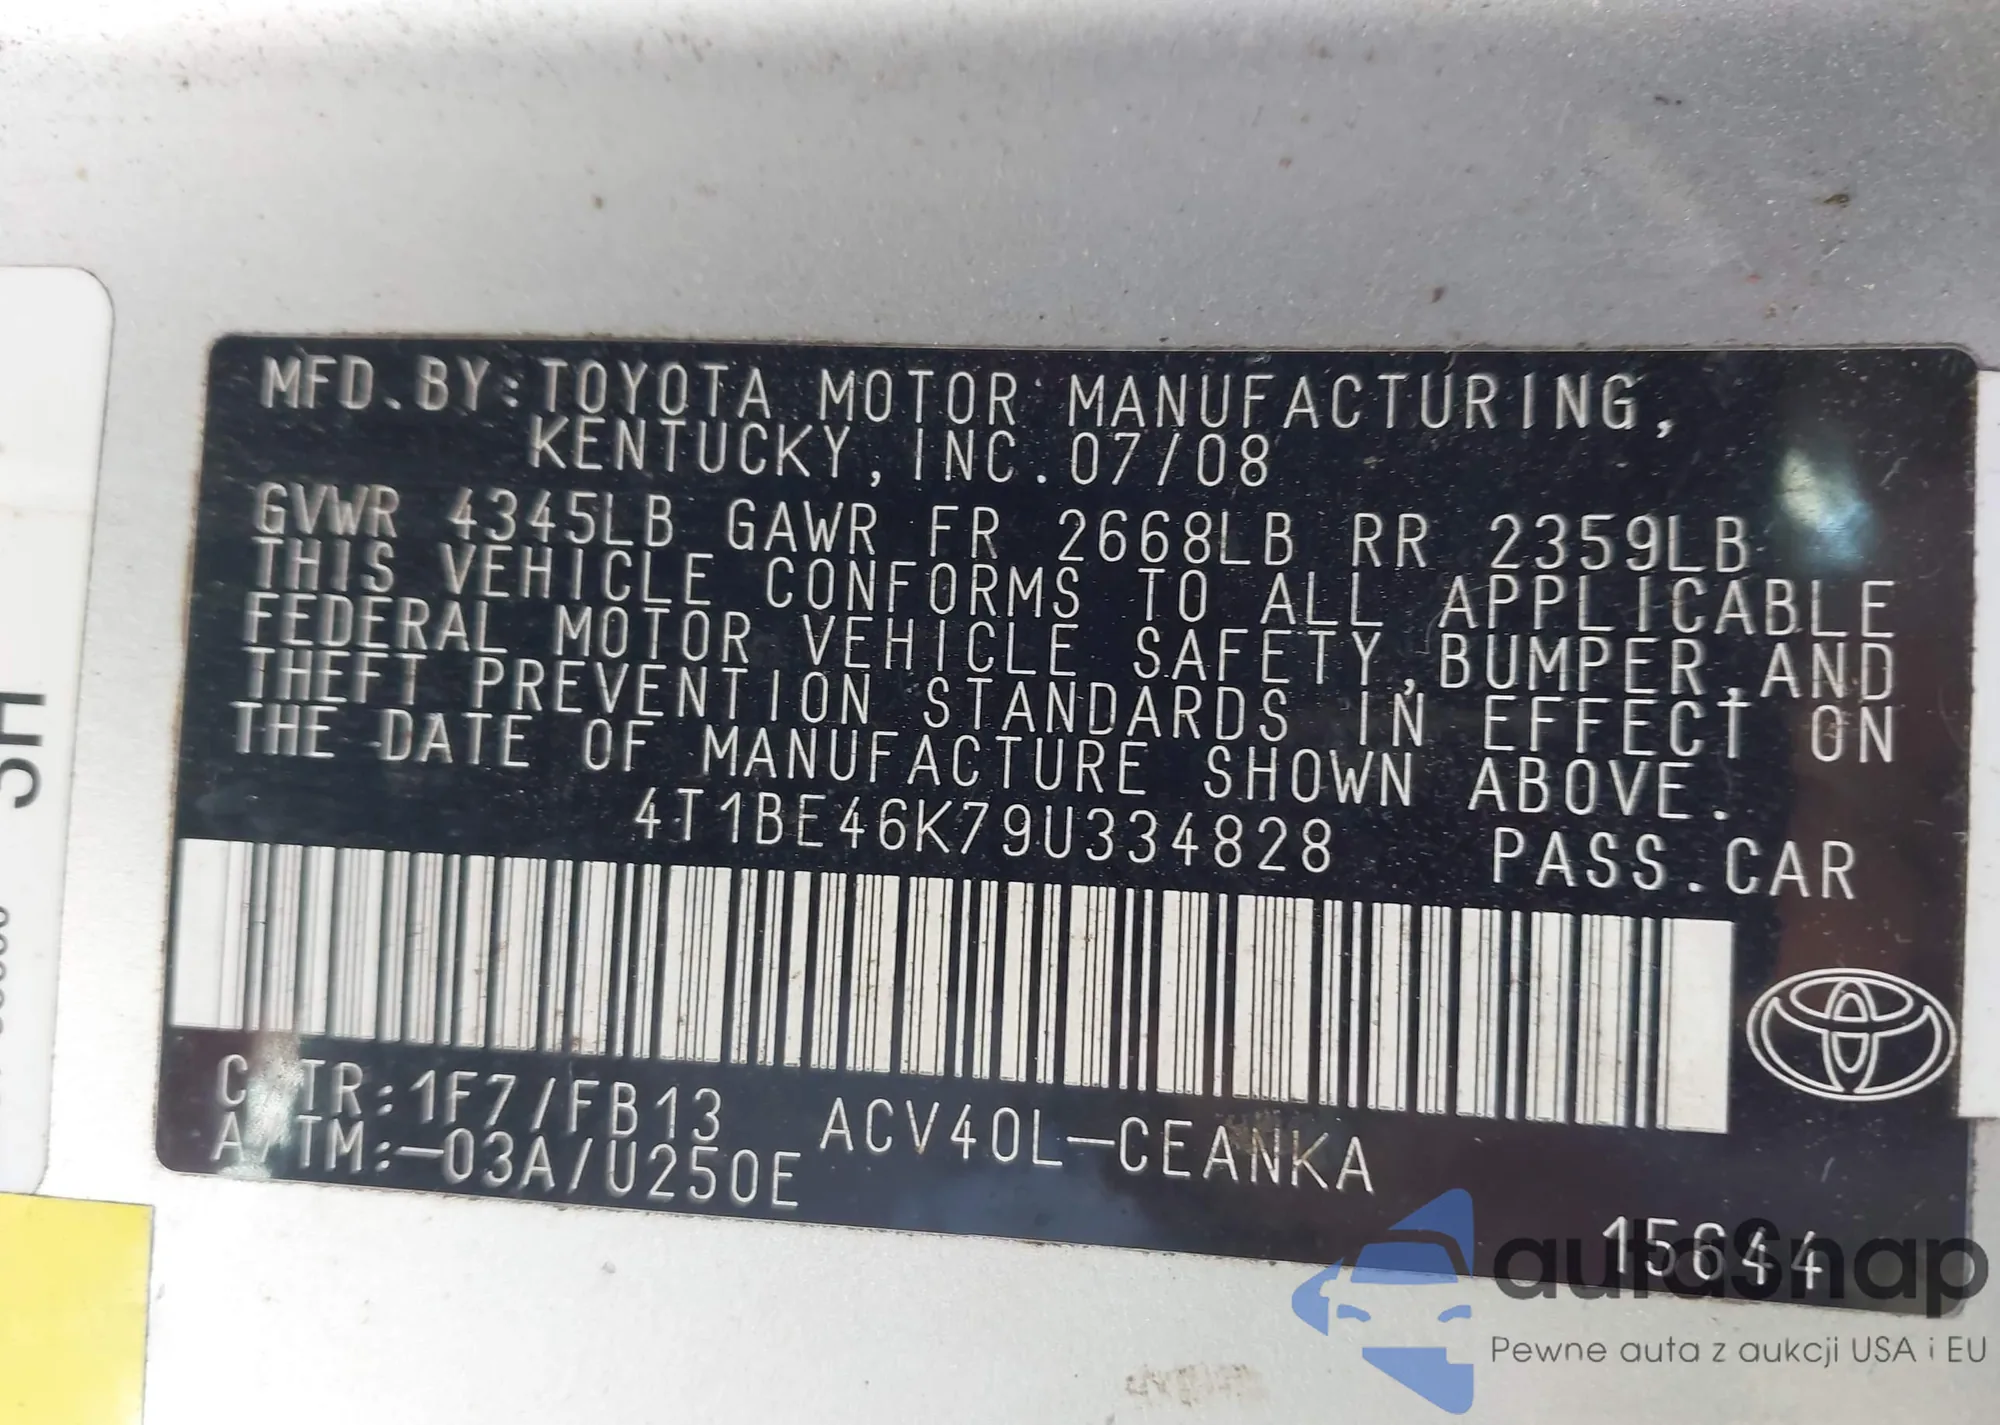 MFD.BY:TOYOTA MOTOR MANUFACTURING,
KENTUCKY,INC.07/08
GVWR 4345LB GAWR FR 2668LB RR 2359LB
THIS VEHICLE CONFORMS TO ALL APPLICABLE
FEDERAL MOTOR VEHICLE SAFETY,BUMPER,AND
THEFT PREVENTION STANDARDS IN EFFECT ON
THE DATE OF MANUFACTURE SHOWN ABOVE.
4T1BE46K79U334828 PASS.CAR
C/TR:1F7/FB13 ACV40L-CEANKA
A/TM:-03A/U250E
15644
autosnap
Pewne auta z aukcji USA i EU